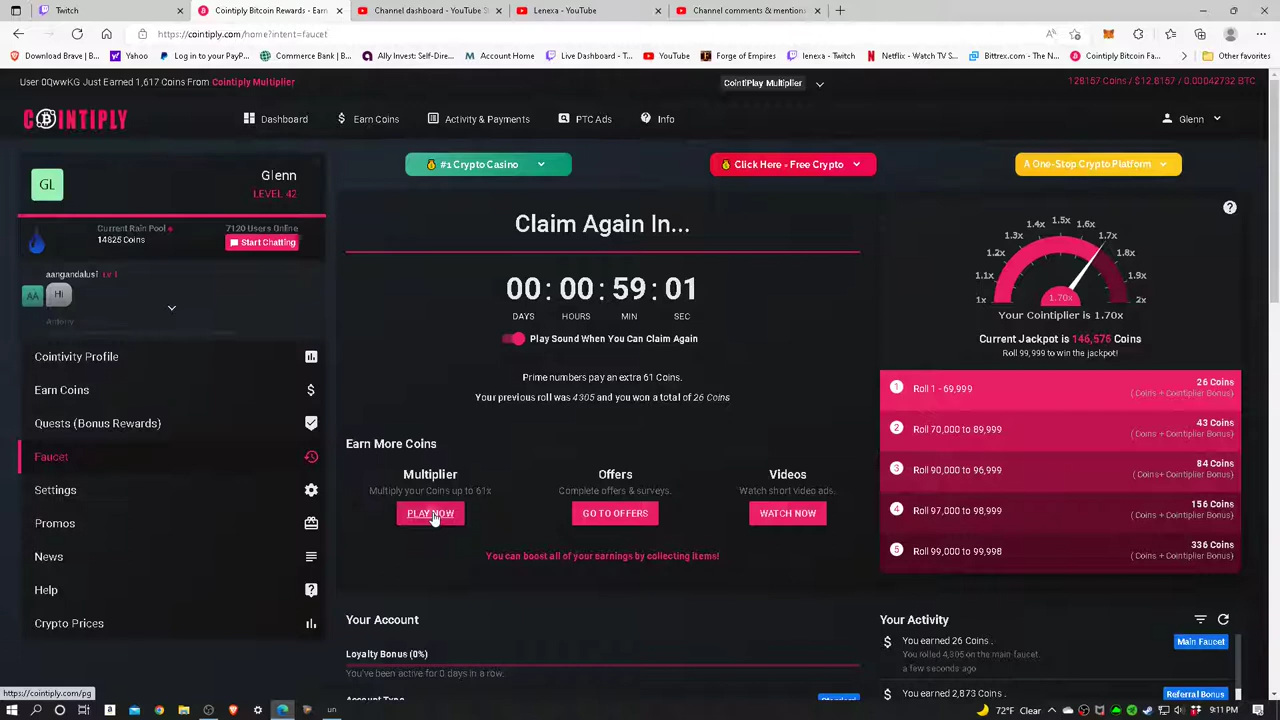 Twitch
Cointiply Bitcoin Rewards - Earn
Channel dashboard - YouTube St
Lenexa - YouTube
Channel comments & mentions
https://cointiply.com/home?intent=faucet
Download Brave | B...
Yahoo
Log in to your PayP...
Commerce Bank | B...
Ally Invest: Self-Dire...
Account Home
Live Dashboard - T...
YouTube
Forge of Empires
lenexa - Twitch
Netflix - Watch TV S...
Bittrex.com - The N...
Cointiply Bitcoin Fa...
Other favorites
User 00wwKG Just Earned 1,617 Coins From Cointiply Multiplier
CointiPlay Multiplier
128157 Coins / $12.8157 / 0.00042732 BTC
COINTIPLY
Dashboard
Earn Coins
Activity & Payments
PTC Ads
Info
Glenn
#1 Crypto Casino
Click Here - Free Crypto
A One-Stop Crypto Platform
GL
Glenn
LEVEL 42
Current Rain Pool
14625 Coins
7120 Users Online
Start Chatting
aangandalus1 Lv 1
AA
Hi
Antony
Cointivity Profile
Earn Coins
Quests (Bonus Rewards)
Faucet
Settings
Promos
News
Help
Crypto Prices
Claim Again In...
00 : 00 : 59 : 01
DAYS HOURS MIN SEC
Play Sound When You Can Claim Again
Prime numbers pay an extra 61 Coins.
Your previous roll was 4305 and you won a total of 26 Coins
Earn More Coins
Multiplier
Multiply your Coins up to 61x
PLAY NOW
Offers
Complete offers & surveys.
GO TO OFFERS
Videos
Watch short video ads.
WATCH NOW
You can boost all of your earnings by collecting items!
Your Account
Loyalty Bonus (0%)
You've been active for 0 days in a row.
Account Type
Standard
1x 1.1x 1.2x 1.3x 1.4x 1.5x 1.6x 1.7x 1.8x 1.9x 2x
1.70x
Your Cointiplier is 1.70x
Current Jackpot is 146,576 Coins
Roll 99,999 to win the jackpot!
1 Roll 1 - 69,999 26 Coins
( Coins + Cointiplier Bonus)
2 Roll 70,000 to 89,999 43 Coins
( Coins + Cointiplier Bonus)
3 Roll 90,000 to 96,999 84 Coins
( Coins+ Cointiplier Bonus)
4 Roll 97,000 to 98,999 156 Coins
( Coins + Cointiplier Bonus)
5 Roll 99,000 to 99,998 336 Coins
( Coins + Cointiplier Bonus)
Your Activity
You earned 26 Coins .
You rolled 4,305 on the main faucet.
a few seconds ago
Main Faucet
You earned 2,873 Coins .
Referral Bonus
https://cointiply.com/pg
un
72°F Clear
9:11 PM